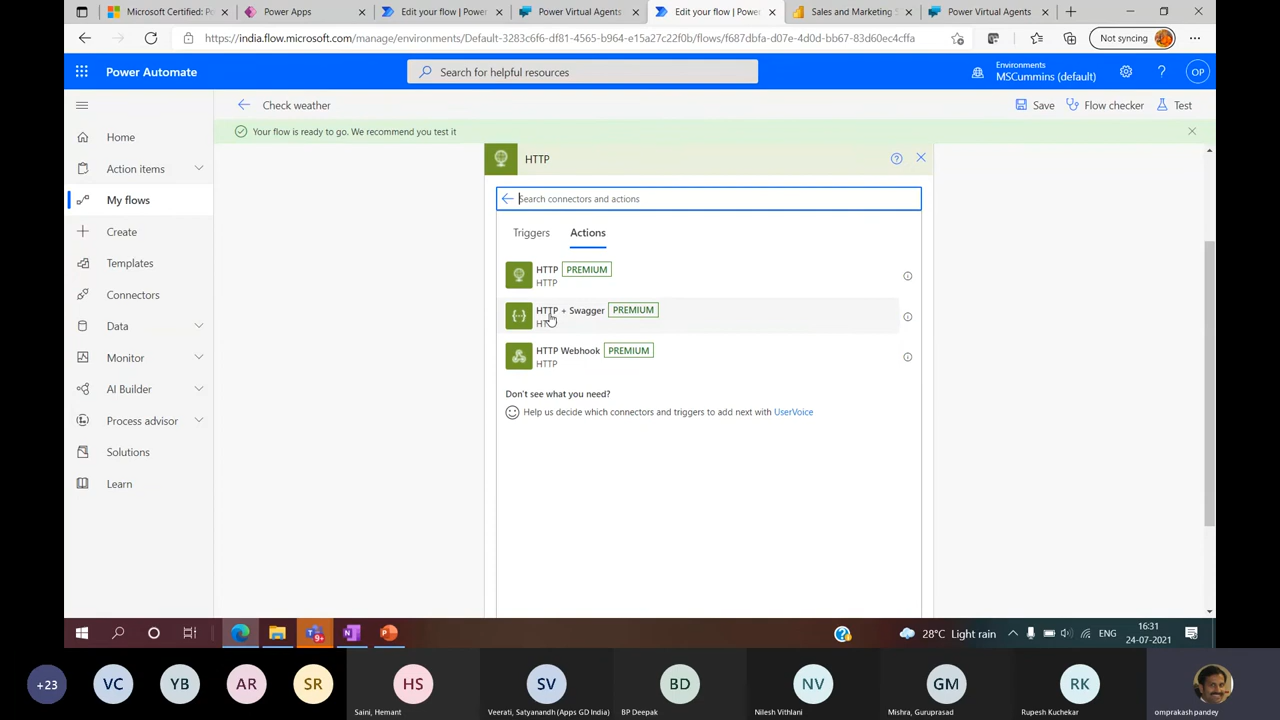 Microsoft Certified: Po
Power Apps
Edit your flow | Power
Power Virtual Agents
Edit your flow | Power
Sales and Marketing S
Power Virtual Agents
https://india.flow.microsoft.com/manage/environments/Default-3283c6f6-df81-4565-b964-e15a27c22f0b/flows/f687dbfa-d07e-4d0d-bb67-83d60ec4cffa
Not syncing
Power Automate
Search for helpful resources
Environments
MSCummins (default)
OP
Check weather
Save
Flow checker
Test
Your flow is ready to go. We recommend you test it
Home
Action items
My flows
Create
Templates
Connectors
Data
Monitor
AI Builder
Process advisor
Solutions
Learn
HTTP
Search connectors and actions
Triggers
Actions
HTTP PREMIUM
HTTP
HTTP + Swagger PREMIUM
HTTP
HTTP Webhook PREMIUM
HTTP
Don't see what you need?
Help us decide which connectors and triggers to add next with UserVoice
9+
28°C Light rain
ENG
16:31
24-07-2021
+23
VC
YB
AR
SR
HS
SV
BD
NV
GM
RK
Saini, Hemant
Veerati, Satyanandh (Apps GD India)
BP Deepak
Nilesh Vithlani
Mishra, Guruprasad
Rupesh Kuchekar
omprakash pandey